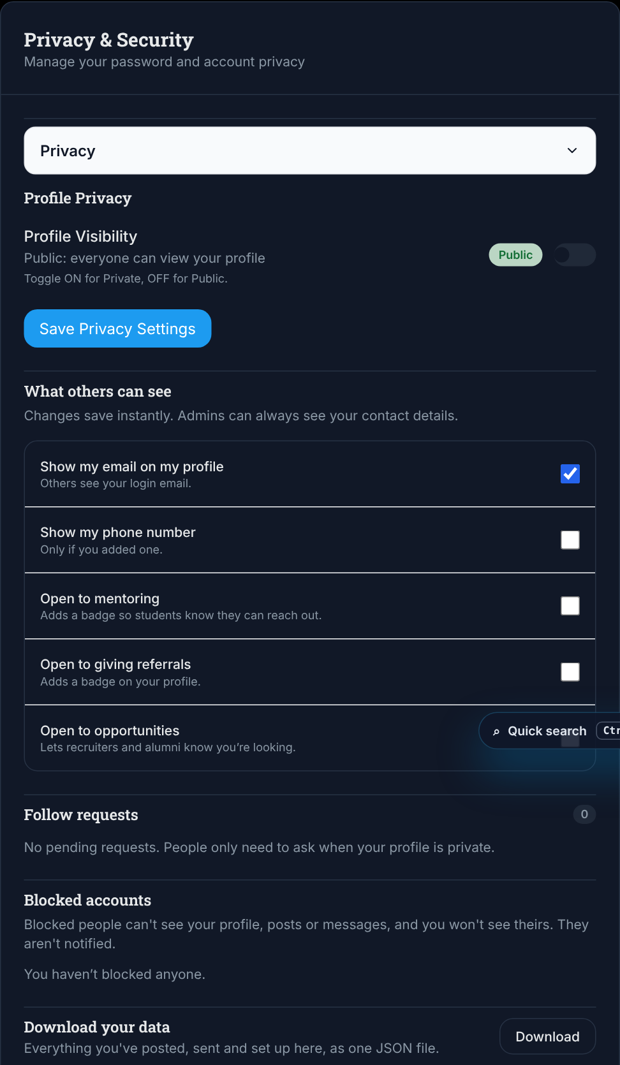 Privacy & Security
Manage your password and account privacy
Privacy
Profile Privacy
Profile Visibility
Public: everyone can view your profile
Public
Toggle ON for Private, OFF for Public.
Save Privacy Settings
What others can see
Changes save instantly. Admins can always see your contact details.
Show my email on my profile
Others see your login email.
Show my phone number
Only if you added one.
Open to mentoring
Adds a badge so students know they can reach out.
Open to giving referrals
Adds a badge on your profile.
Open to opportunities
Quick search
Lets recruiters and alumni know you’re looking.
Follow requests
0
No pending requests. People only need to ask when your profile is private.
Blocked accounts
Blocked people can't see your profile, posts or messages, and you won't see theirs. They
aren't notified.
You haven’t blocked anyone.
Download your data
Everything you've posted, sent and set up here, as one JSON file.
Download